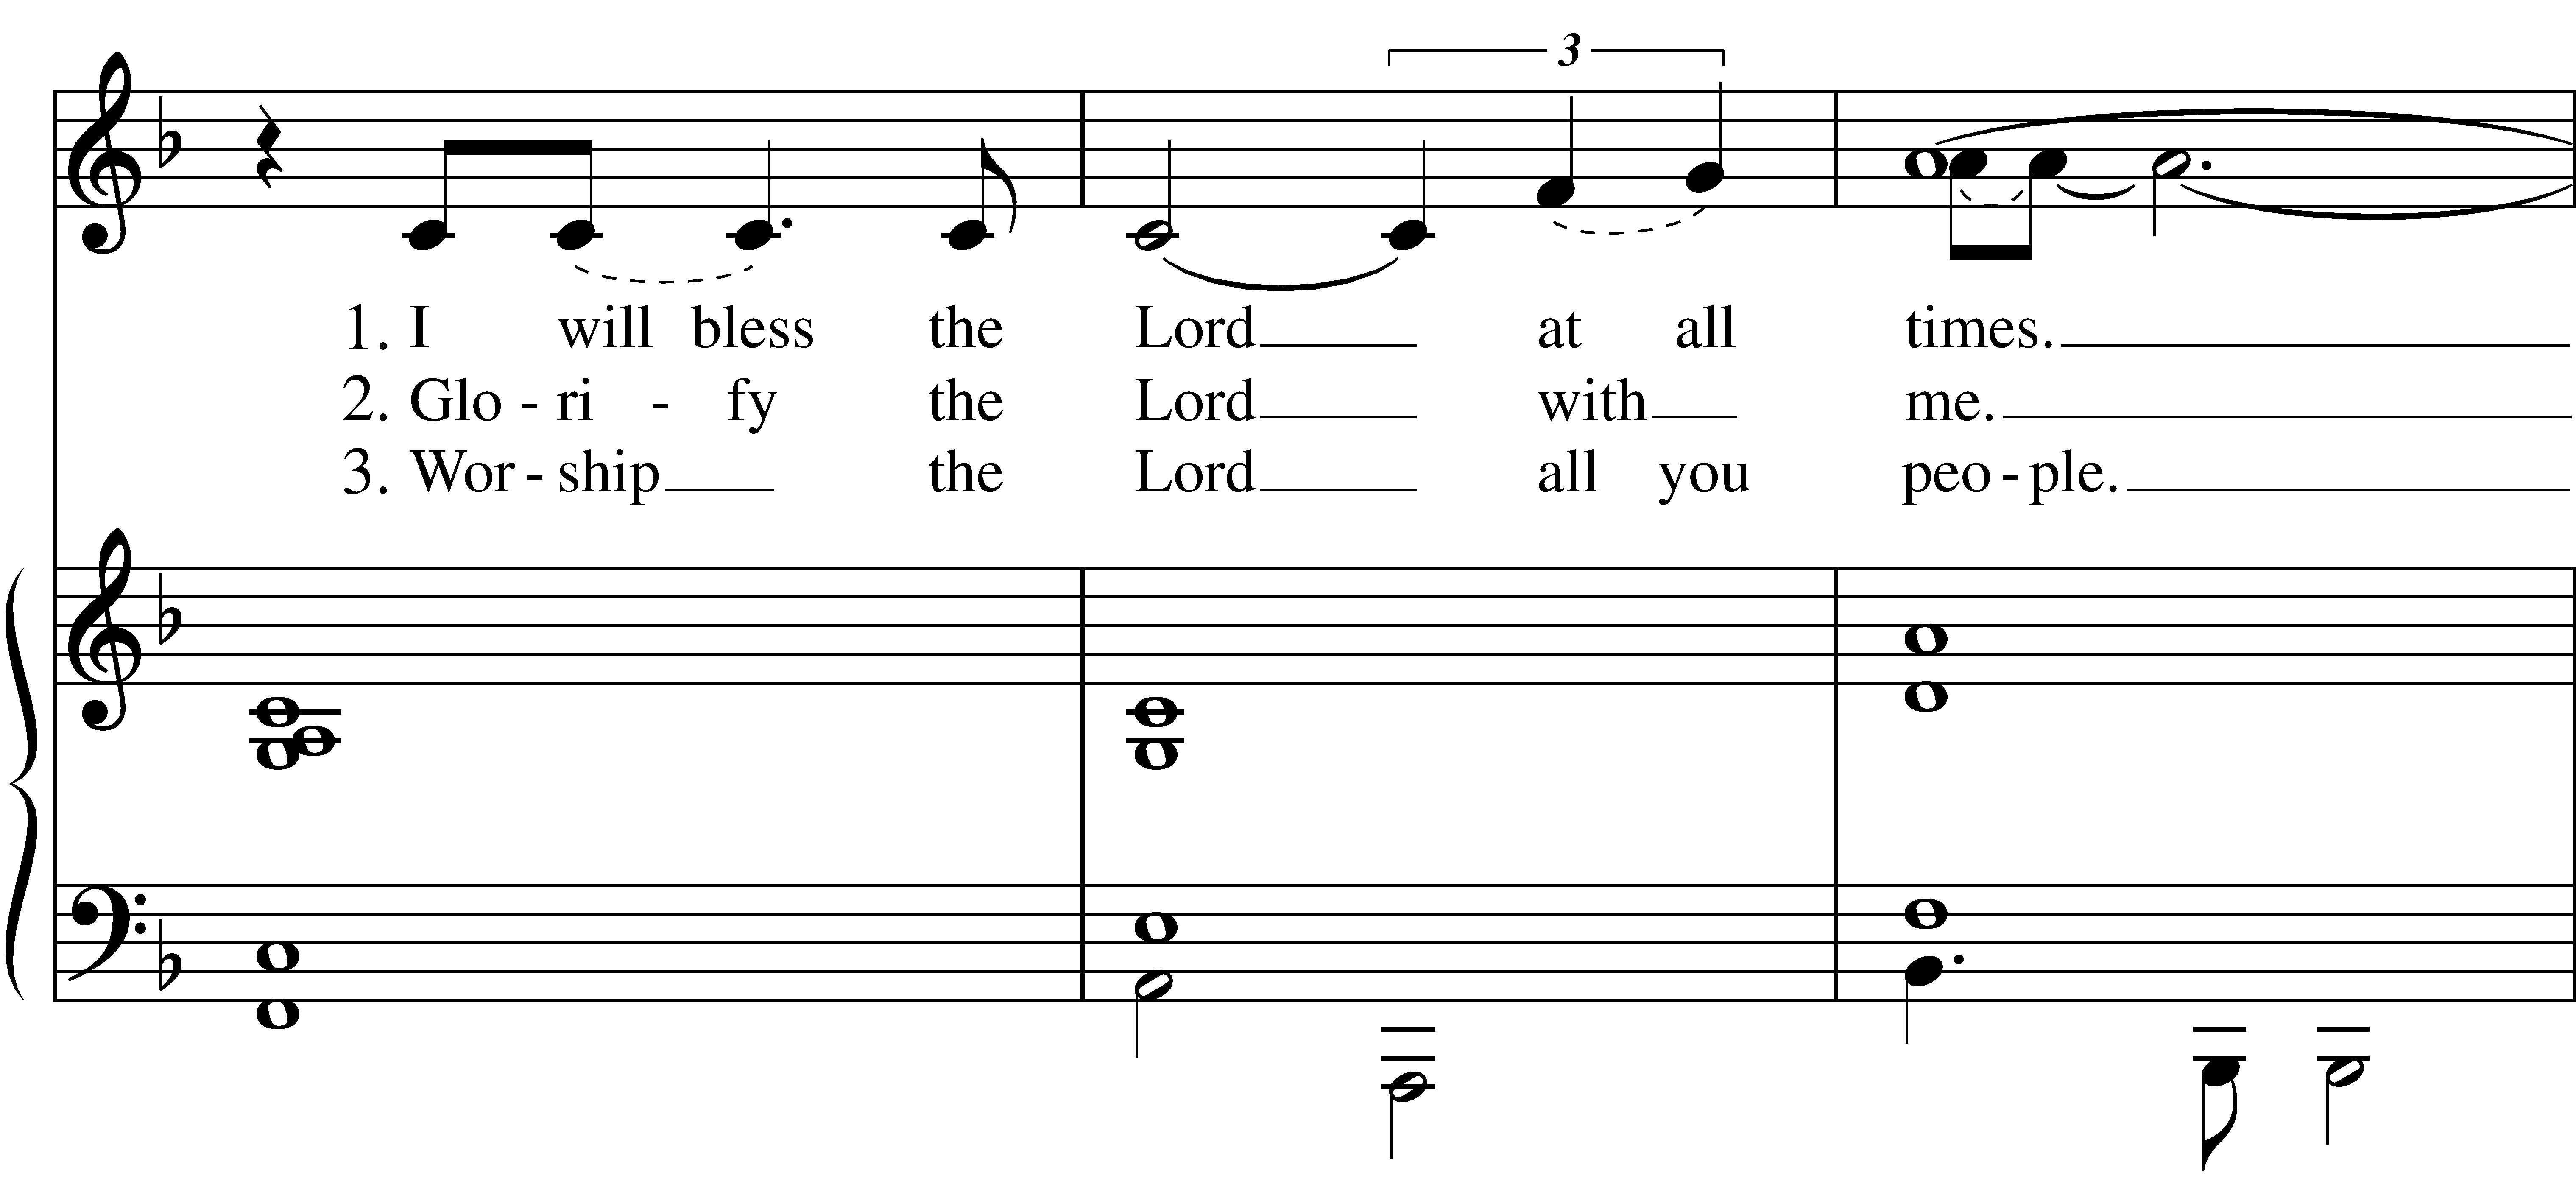 3
1. I will bless the Lord at all times.
2. Glo - ri - fy the Lord with me.
3. Wor - ship the Lord all you peo - ple.